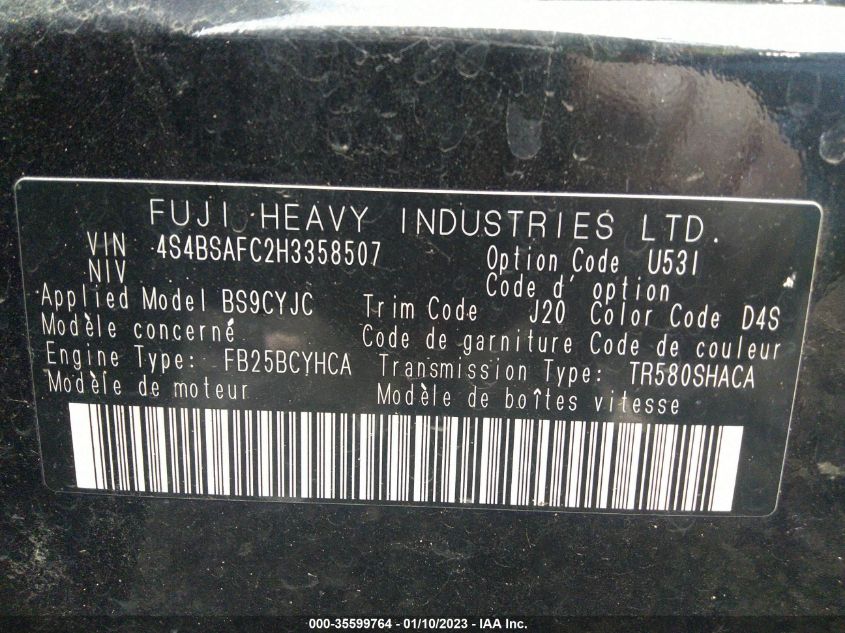 FUJI HEAVY INDUSTRIES LTD.
VIN 4S4BSAFC2H3358507 Option Code U53I
NIV Code d' option
Applied Model BS9CYJC Trim Code J20 Color Code D4S
Modèle concerné Code de garniture Code de couleur
Engine Type: FB25BCYHCA Transmission Type: TR580SHACA
Modèle de moteur Modèle de boîtes vitesse
000-35599764 - 01/10/2023 - IAA Inc.